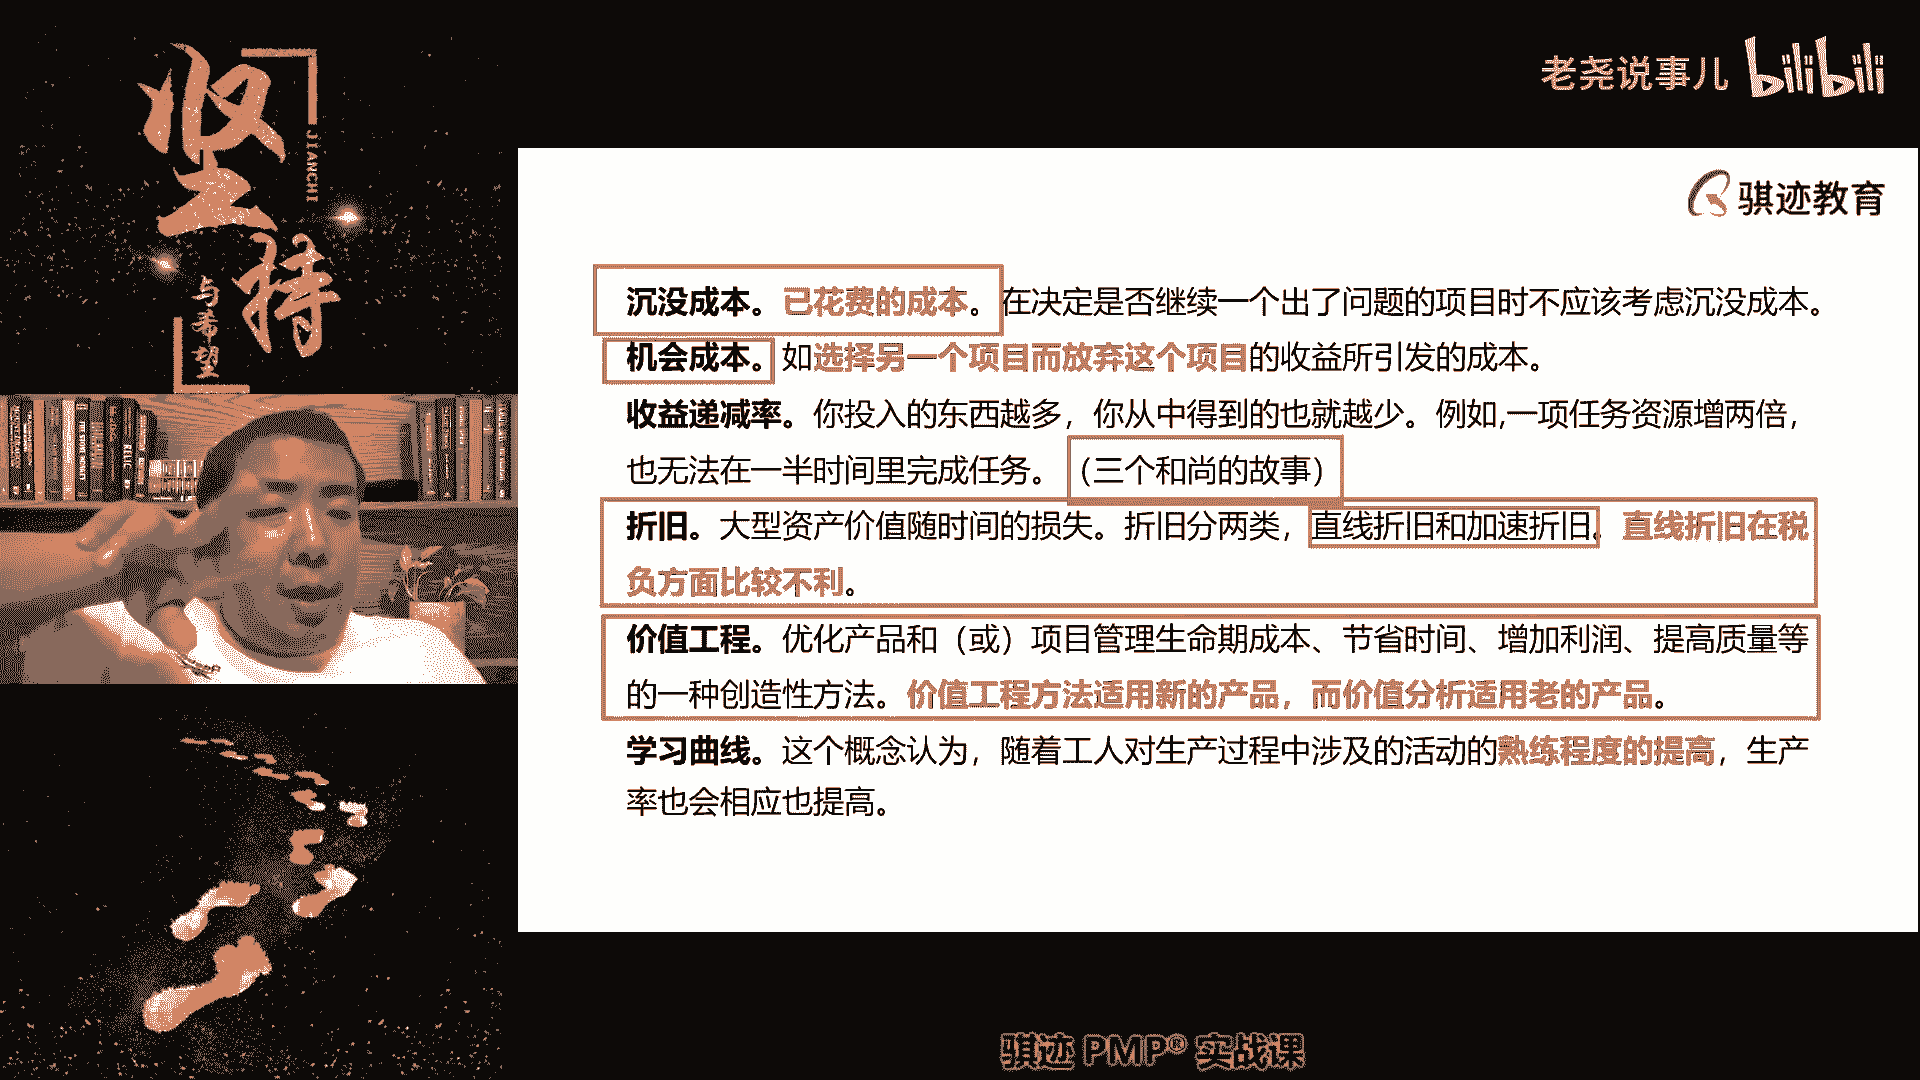 坚持
JIANCHI
与希望
老尧说事儿 bilibili
骐迹教育
沉没成本。已花费的成本。在决定是否继续一个出了问题的项目时不应该考虑沉没成本。
机会成本。如选择另一个项目而放弃这个项目的收益所引发的成本。
收益递减率。你投入的东西越多，你从中得到的也就越少。例如,一项任务资源增两倍，
也无法在一半时间里完成任务。（三个和尚的故事）
折旧。大型资产价值随时间的损失。折旧分两类，直线折旧和加速折旧。直线折旧在税
负方面比较不利。
价值工程。优化产品和（或）项目管理生命期成本、节省时间、增加利润、提高质量等
的一种创造性方法。价值工程方法适用新的产品，而价值分析适用老的产品。
学习曲线。这个概念认为，随着工人对生产过程中涉及的活动的熟练程度的提高，生产
率也会相应也提高。
骐迹 PMP® 实战课